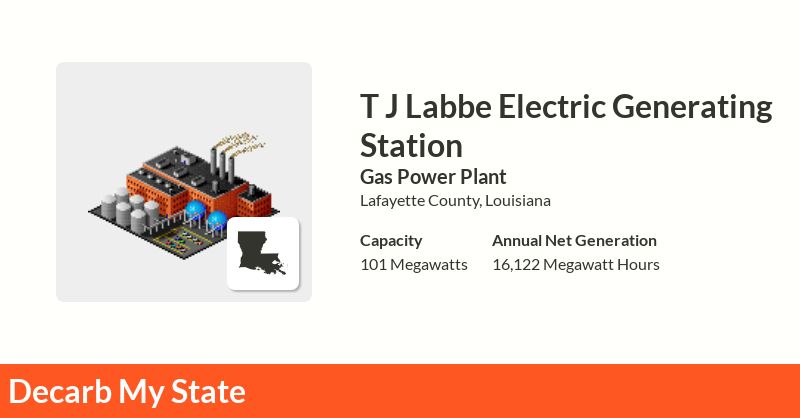 T J Labbe Electric Generating
Station
Gas Power Plant
Lafayette County, Louisiana
Capacity
101 Megawatts
Annual Net Generation
16,122 Megawatt Hours
Decarb My State